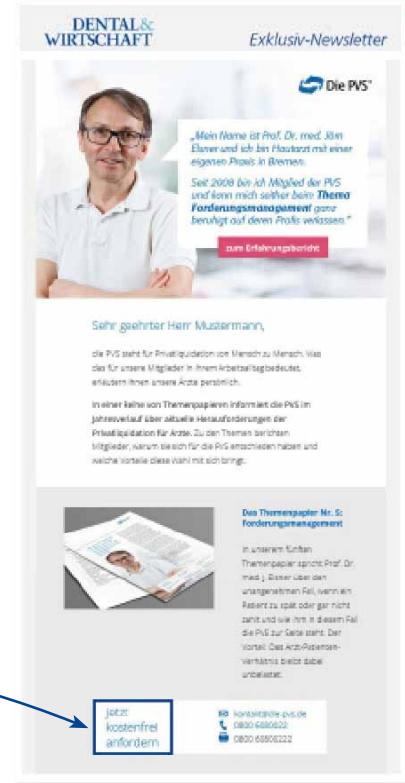 DENTAL&
WIRTSCHAFT
Exklusiv-Newsletter
Die PVS
„Mein Name ist Prof. Dr. med. Jörn
Elsner und ich bin Hautarzt mit einer
eigenen Praxis in Bremen.
Seit 2008 bin ich Mitglied der PVS
und kann mich seither beim Thema
Forderungsmanagement ganz
beruhigt auf deren Profis verlassen.“
zum Erfahrungsbericht
Sehr geehrter Herr Mustermann,
die PVS steht für Privatliquidation von Mensch zu Mensch. Was
das für unsere Mitglieder in ihrem Arbeitsalltag bedeutet,
erläutern Ihnen unsere Ärzte persönlich.
In einer Reihe von Themenpapieren informiert die PVS im
Jahresverlauf über aktuelle Herausforderungen der
Privatliquidation für Ärzte. Zu den Themen berichten
Mitglieder, warum sie sich für die PVS entschieden haben und
welche Vorteile diese Wahl mit sich bringt.
Das Themenpapier Nr. 5:
Forderungsmanagement
In unserem fünften
Themenpapier spricht Prof. Dr.
med. J. Elsner über den
unangenehmen Fall, wenn ein
Patient zu spät oder gar nicht
zahlt und wie ihm in diesem Fall
die PVS zur Seite steht. Der
Vorteil: Das Arzt-Patienten-
Verhältnis bleibt dabei
unbelastet.
jetzt
kostenfrei
anfordern
kontakt@die-pvs.de
0800 6080022
0800 60800222